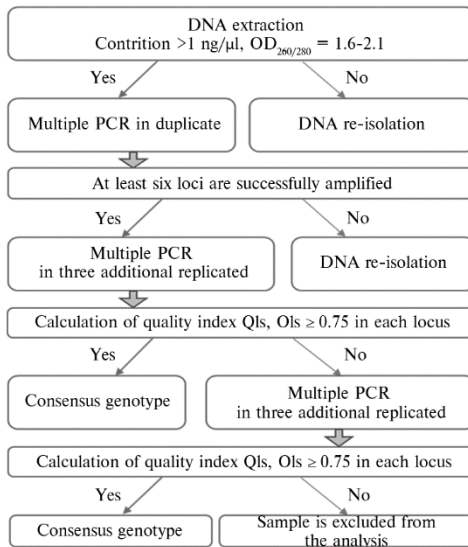 DNA extraction
Contrition >1 ng/μl, OD260/280 = 1.6-2.1
Yes
No
Multiple PCR in duplicate
DNA re-isolation
At least six loci are successfully amplified
Yes
No
Multiple PCR
in three additional replicated
DNA re-isolation
Calculation of quality index Qls, Ols ≥ 0.75 in each locus
Yes
No
Consensus genotype
Multiple PCR
in three additional replicated
Calculation of quality index Qls, Ols ≥ 0.75 in each locus
Yes
No
Consensus genotype
Sample is excluded from
the analysis